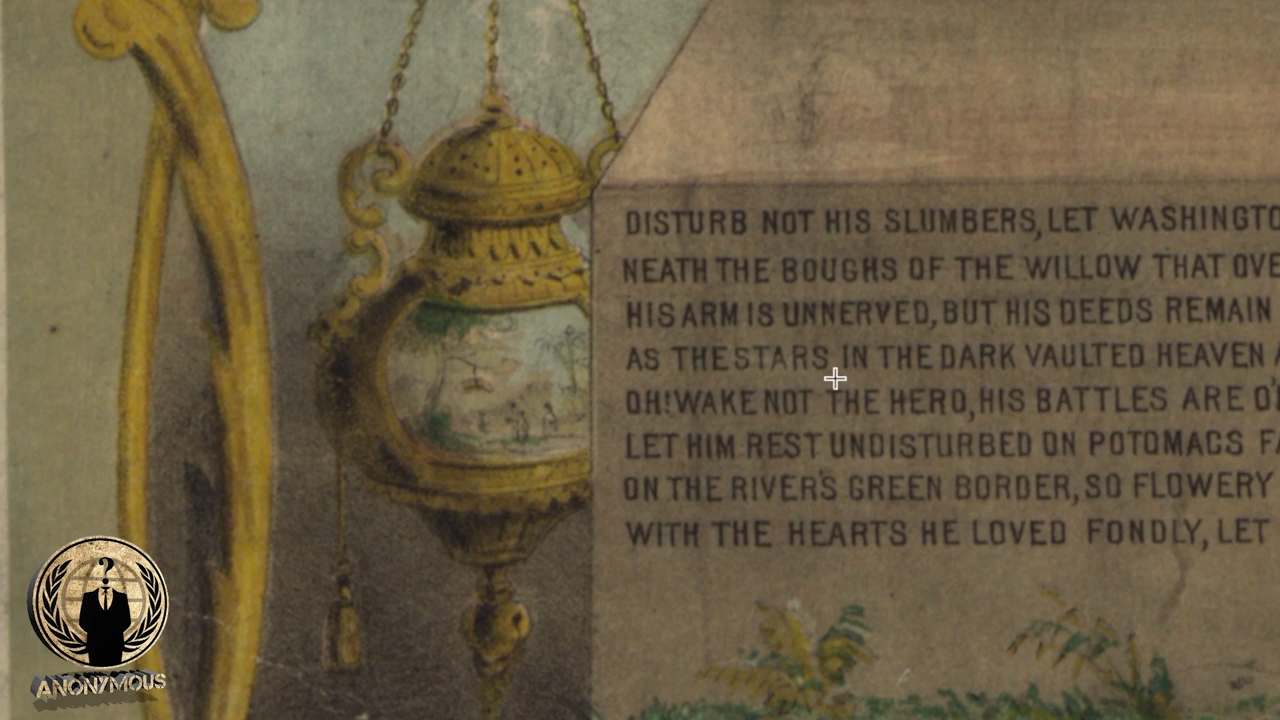 DISTURB NOT HIS SLUMBERS, LET WASHINGTO
NEATH THE BOUGHS OF THE WILLOW THAT OVE
HIS ARM IS UNNERVED, BUT HIS DEEDS REMAIN
AS THE STARS IN THE DARK VAULTED HEAVEN A
OH! WAKE NOT THE HERO, HIS BATTLES ARE O'
LET HIM REST UNDISTURBED ON POTOMACS FA
ON THE RIVER'S GREEN BORDER, SO FLOWERY
WITH THE HEARTS HE LOVED FONDLY, LET
?
ANONYMOUS